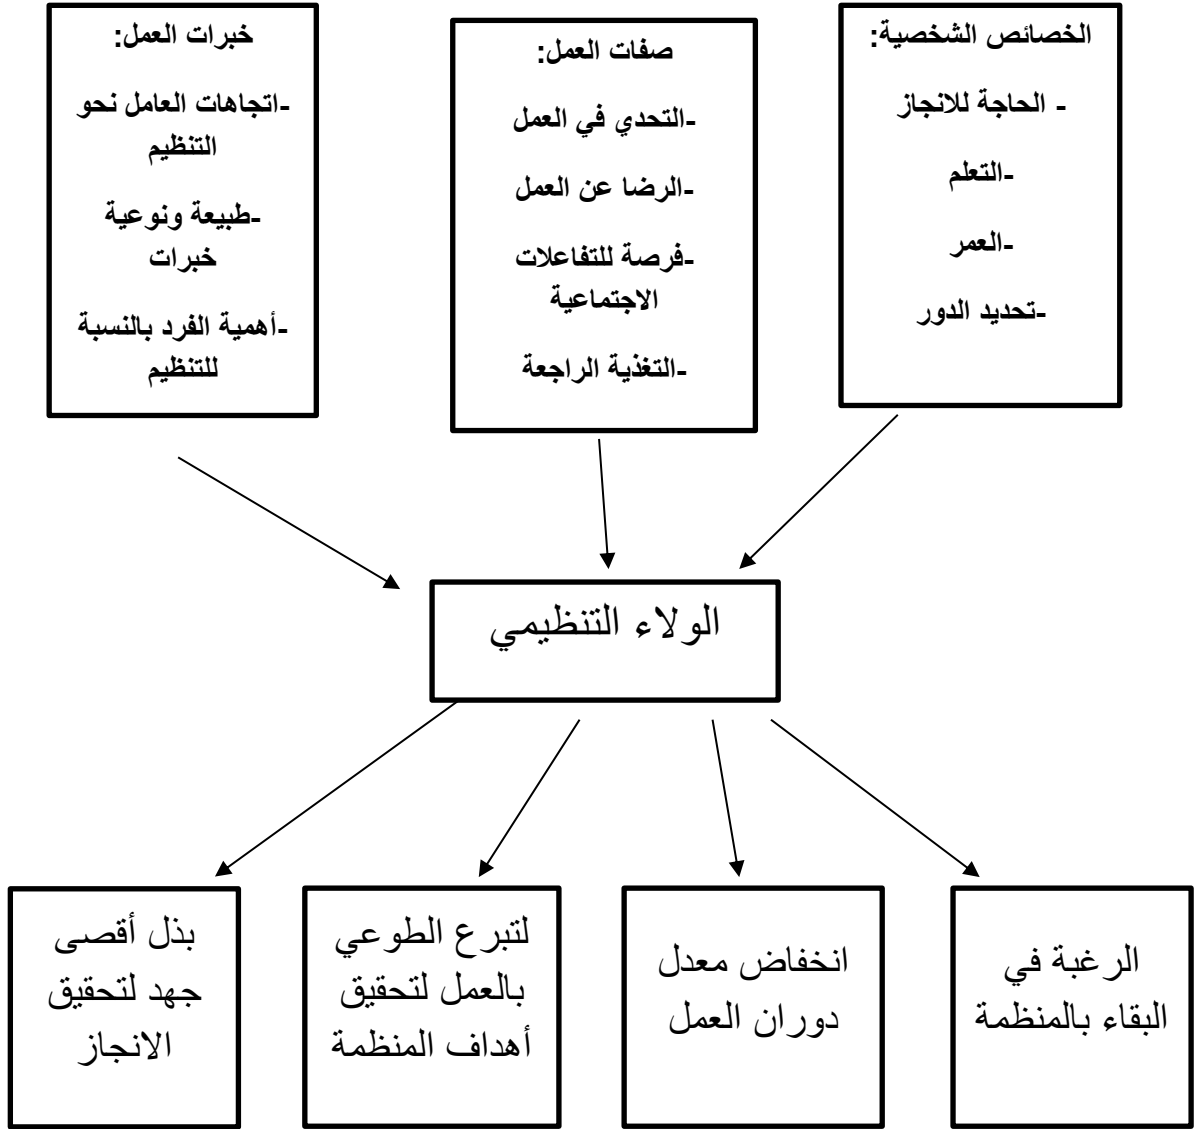 الخصائص الشخصية:
- الحاجة للانجاز
-التعلم
-العمر
-تحديد الدور
صفات العمل:
-التحدي في العمل
-الرضا عن العمل
-فرصة للتفاعلات
الاجتماعية
-التغذية الراجعة
خبرات العمل:
-اتجاهات العامل نحو
التنظيم
-طبيعة ونوعية
خبرات
-أهمية الفرد بالنسبة
للتنظيم
الولاء التنظيمي
الرغبة في
البقاء بالمنظمة
انخفاض معدل
دوران العمل
لتبرع الطوعي
بالعمل لتحقيق
أهداف المنظمة
بذل أقصى
جهد لتحقيق
الانجاز